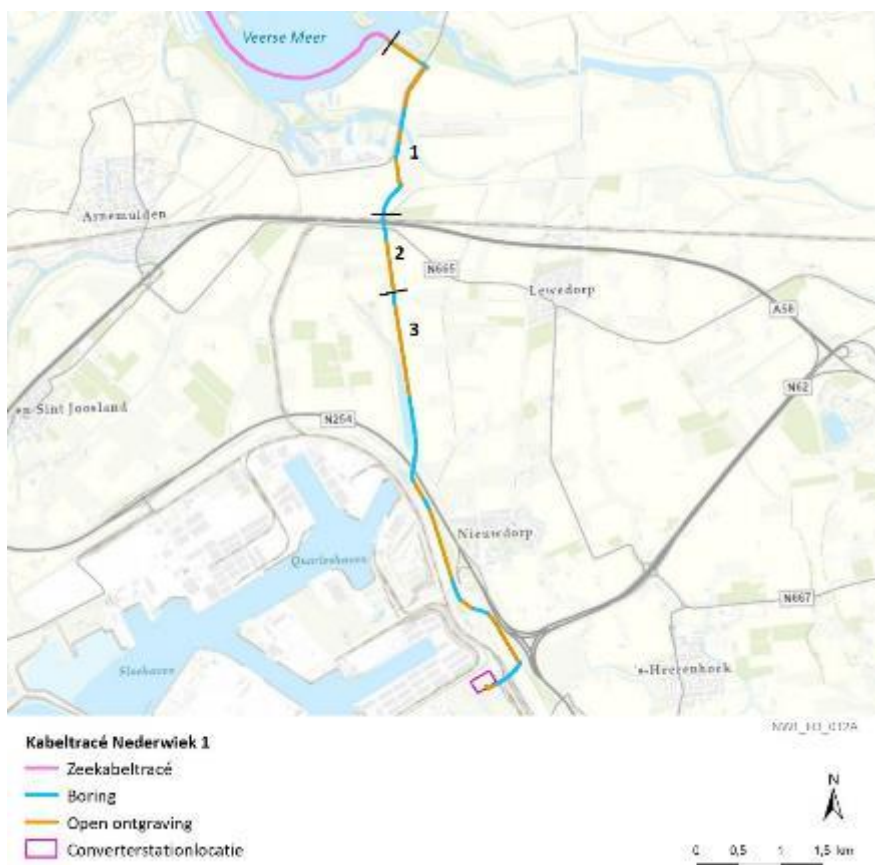 Veerse Meer
1
Arnemuiden
2
N665
Lewedorp
3
A58
N62
en Sint Joosland
N254
Nieuwdorp
Quarleshaven
N667
Sloehaven
's-Heerenhoek
Kabeltracé Nederwiek 1
Zeekabeltracé
Boring
Open ontgraving
Converterstationlocatie
N
0 0,5 1 1,5 km